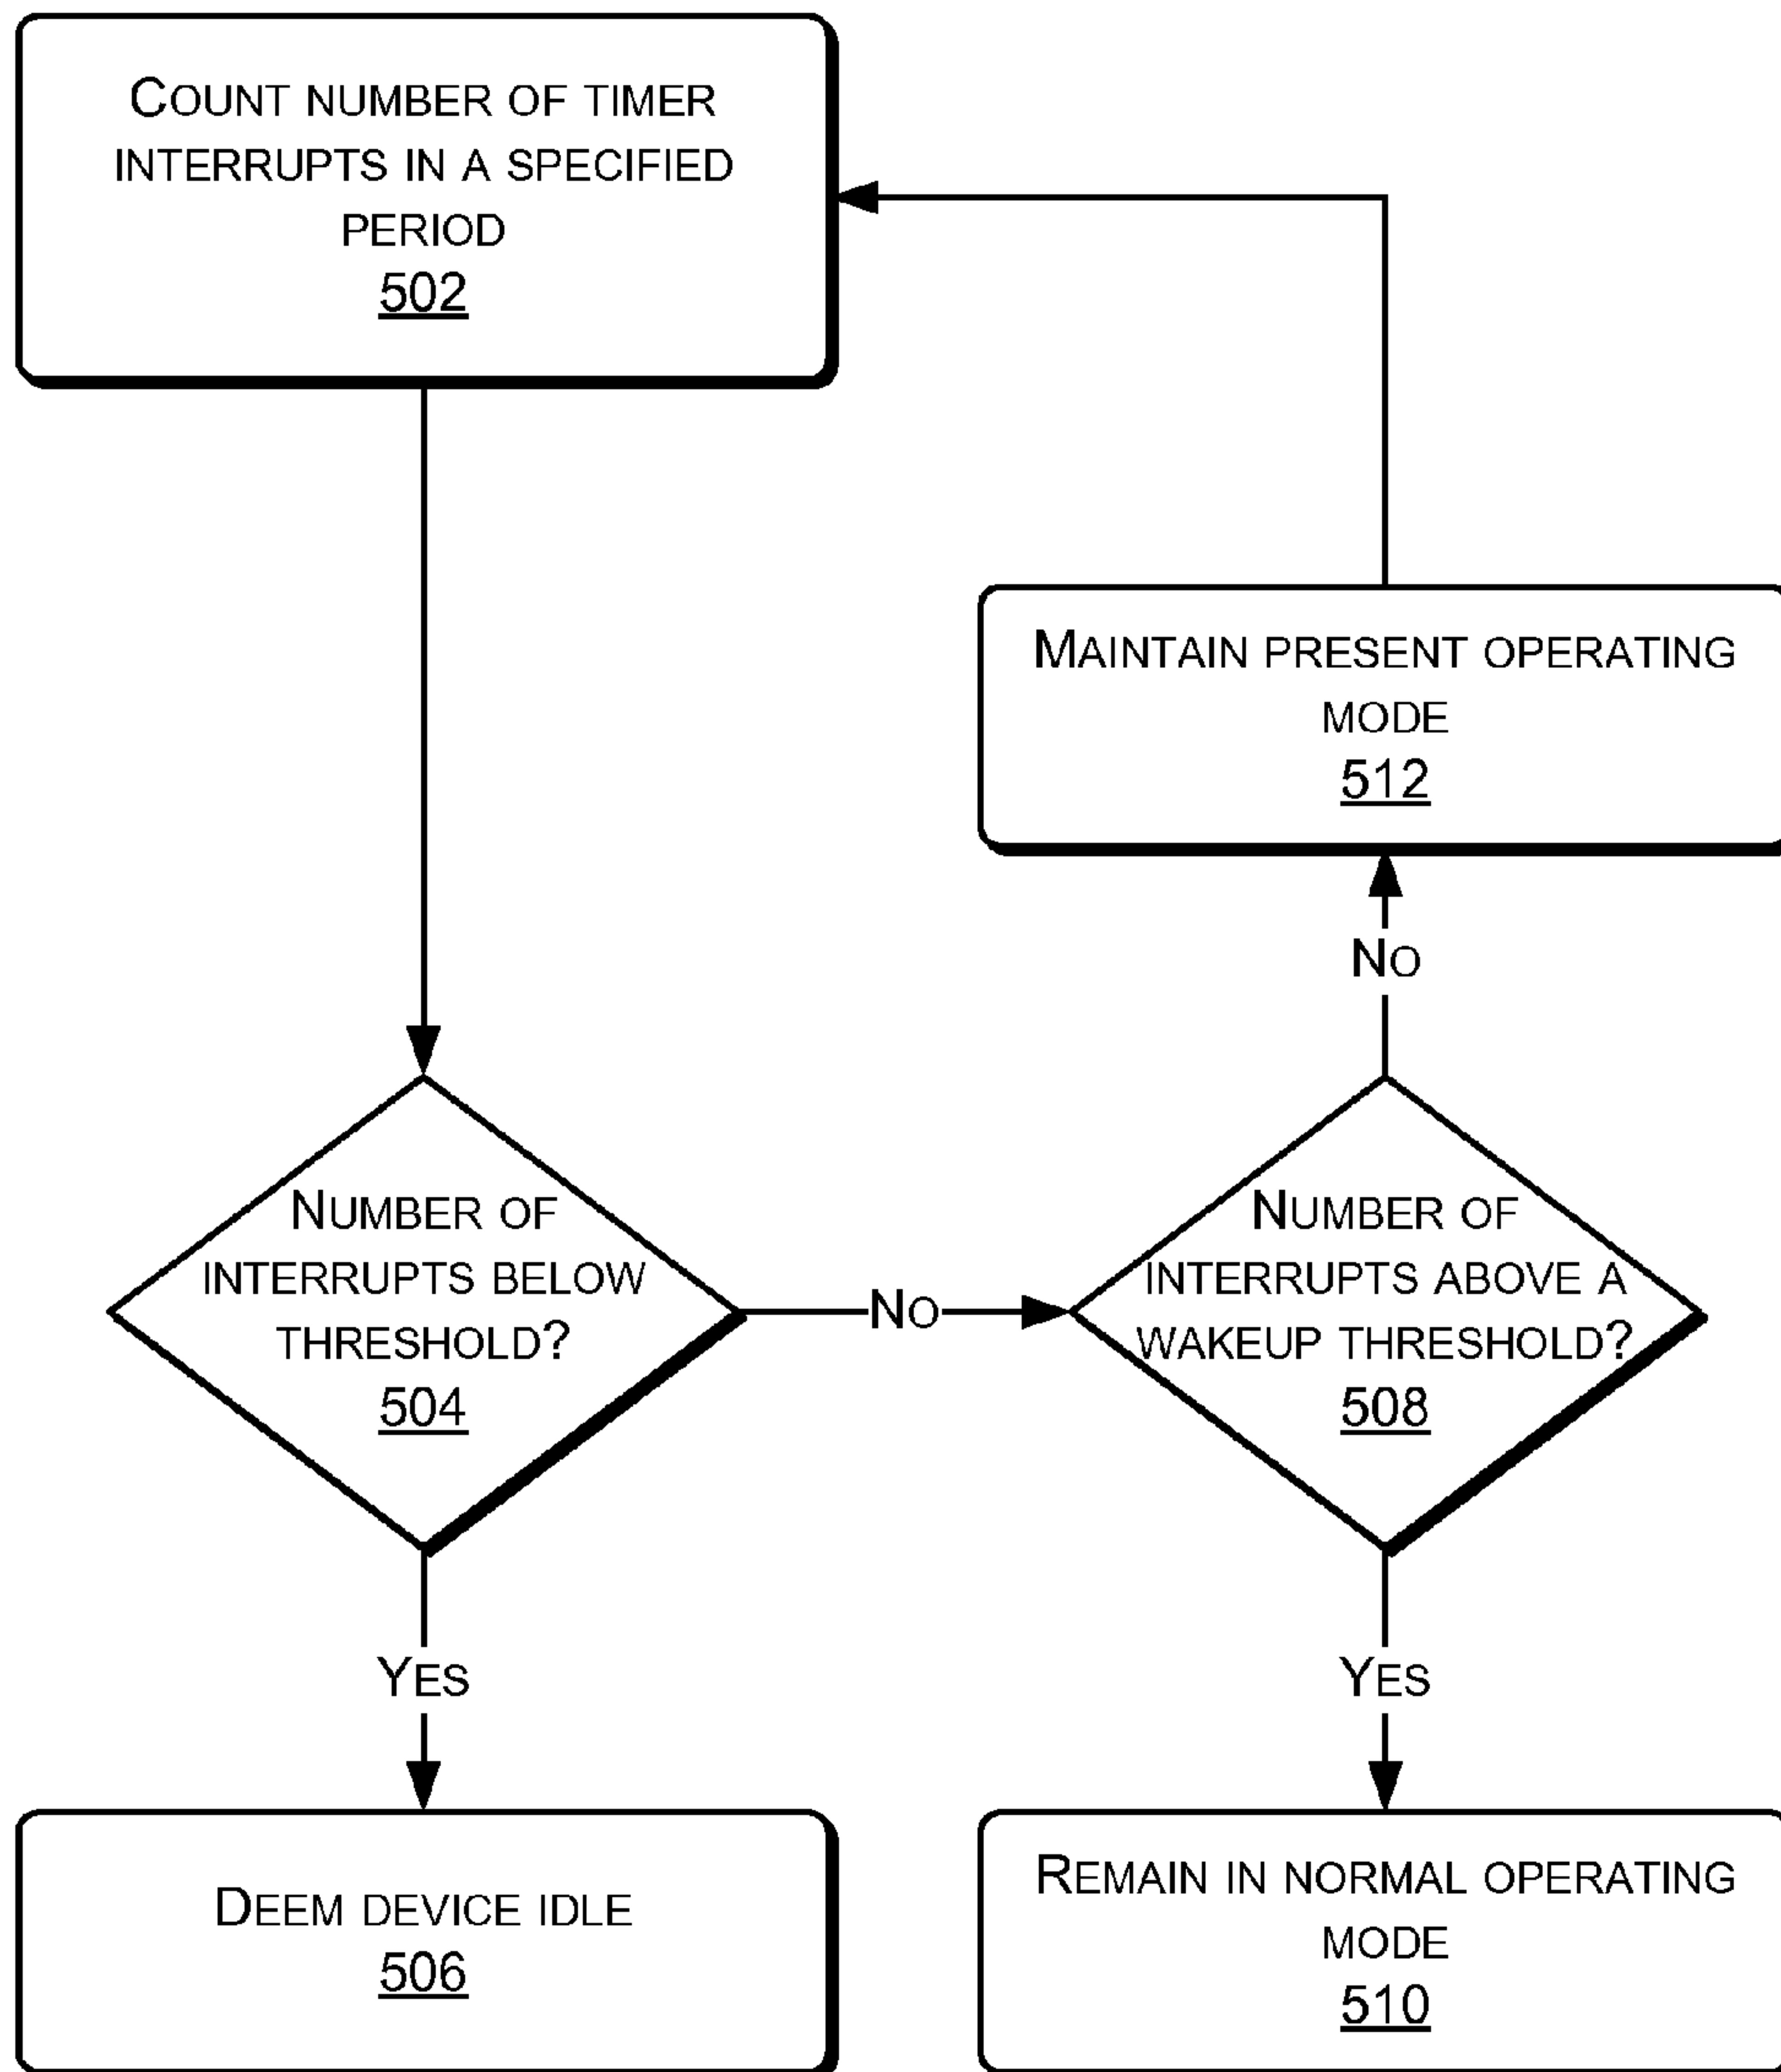 Count number of timer
interrupts in a specified
period
502
Maintain present operating
mode
512
No
Number of
interrupts below
threshold?
504
No
Number of
interrupts above a
wakeup threshold?
508
Yes
Yes
Deem device idle
506
Remain in normal operating
mode
510